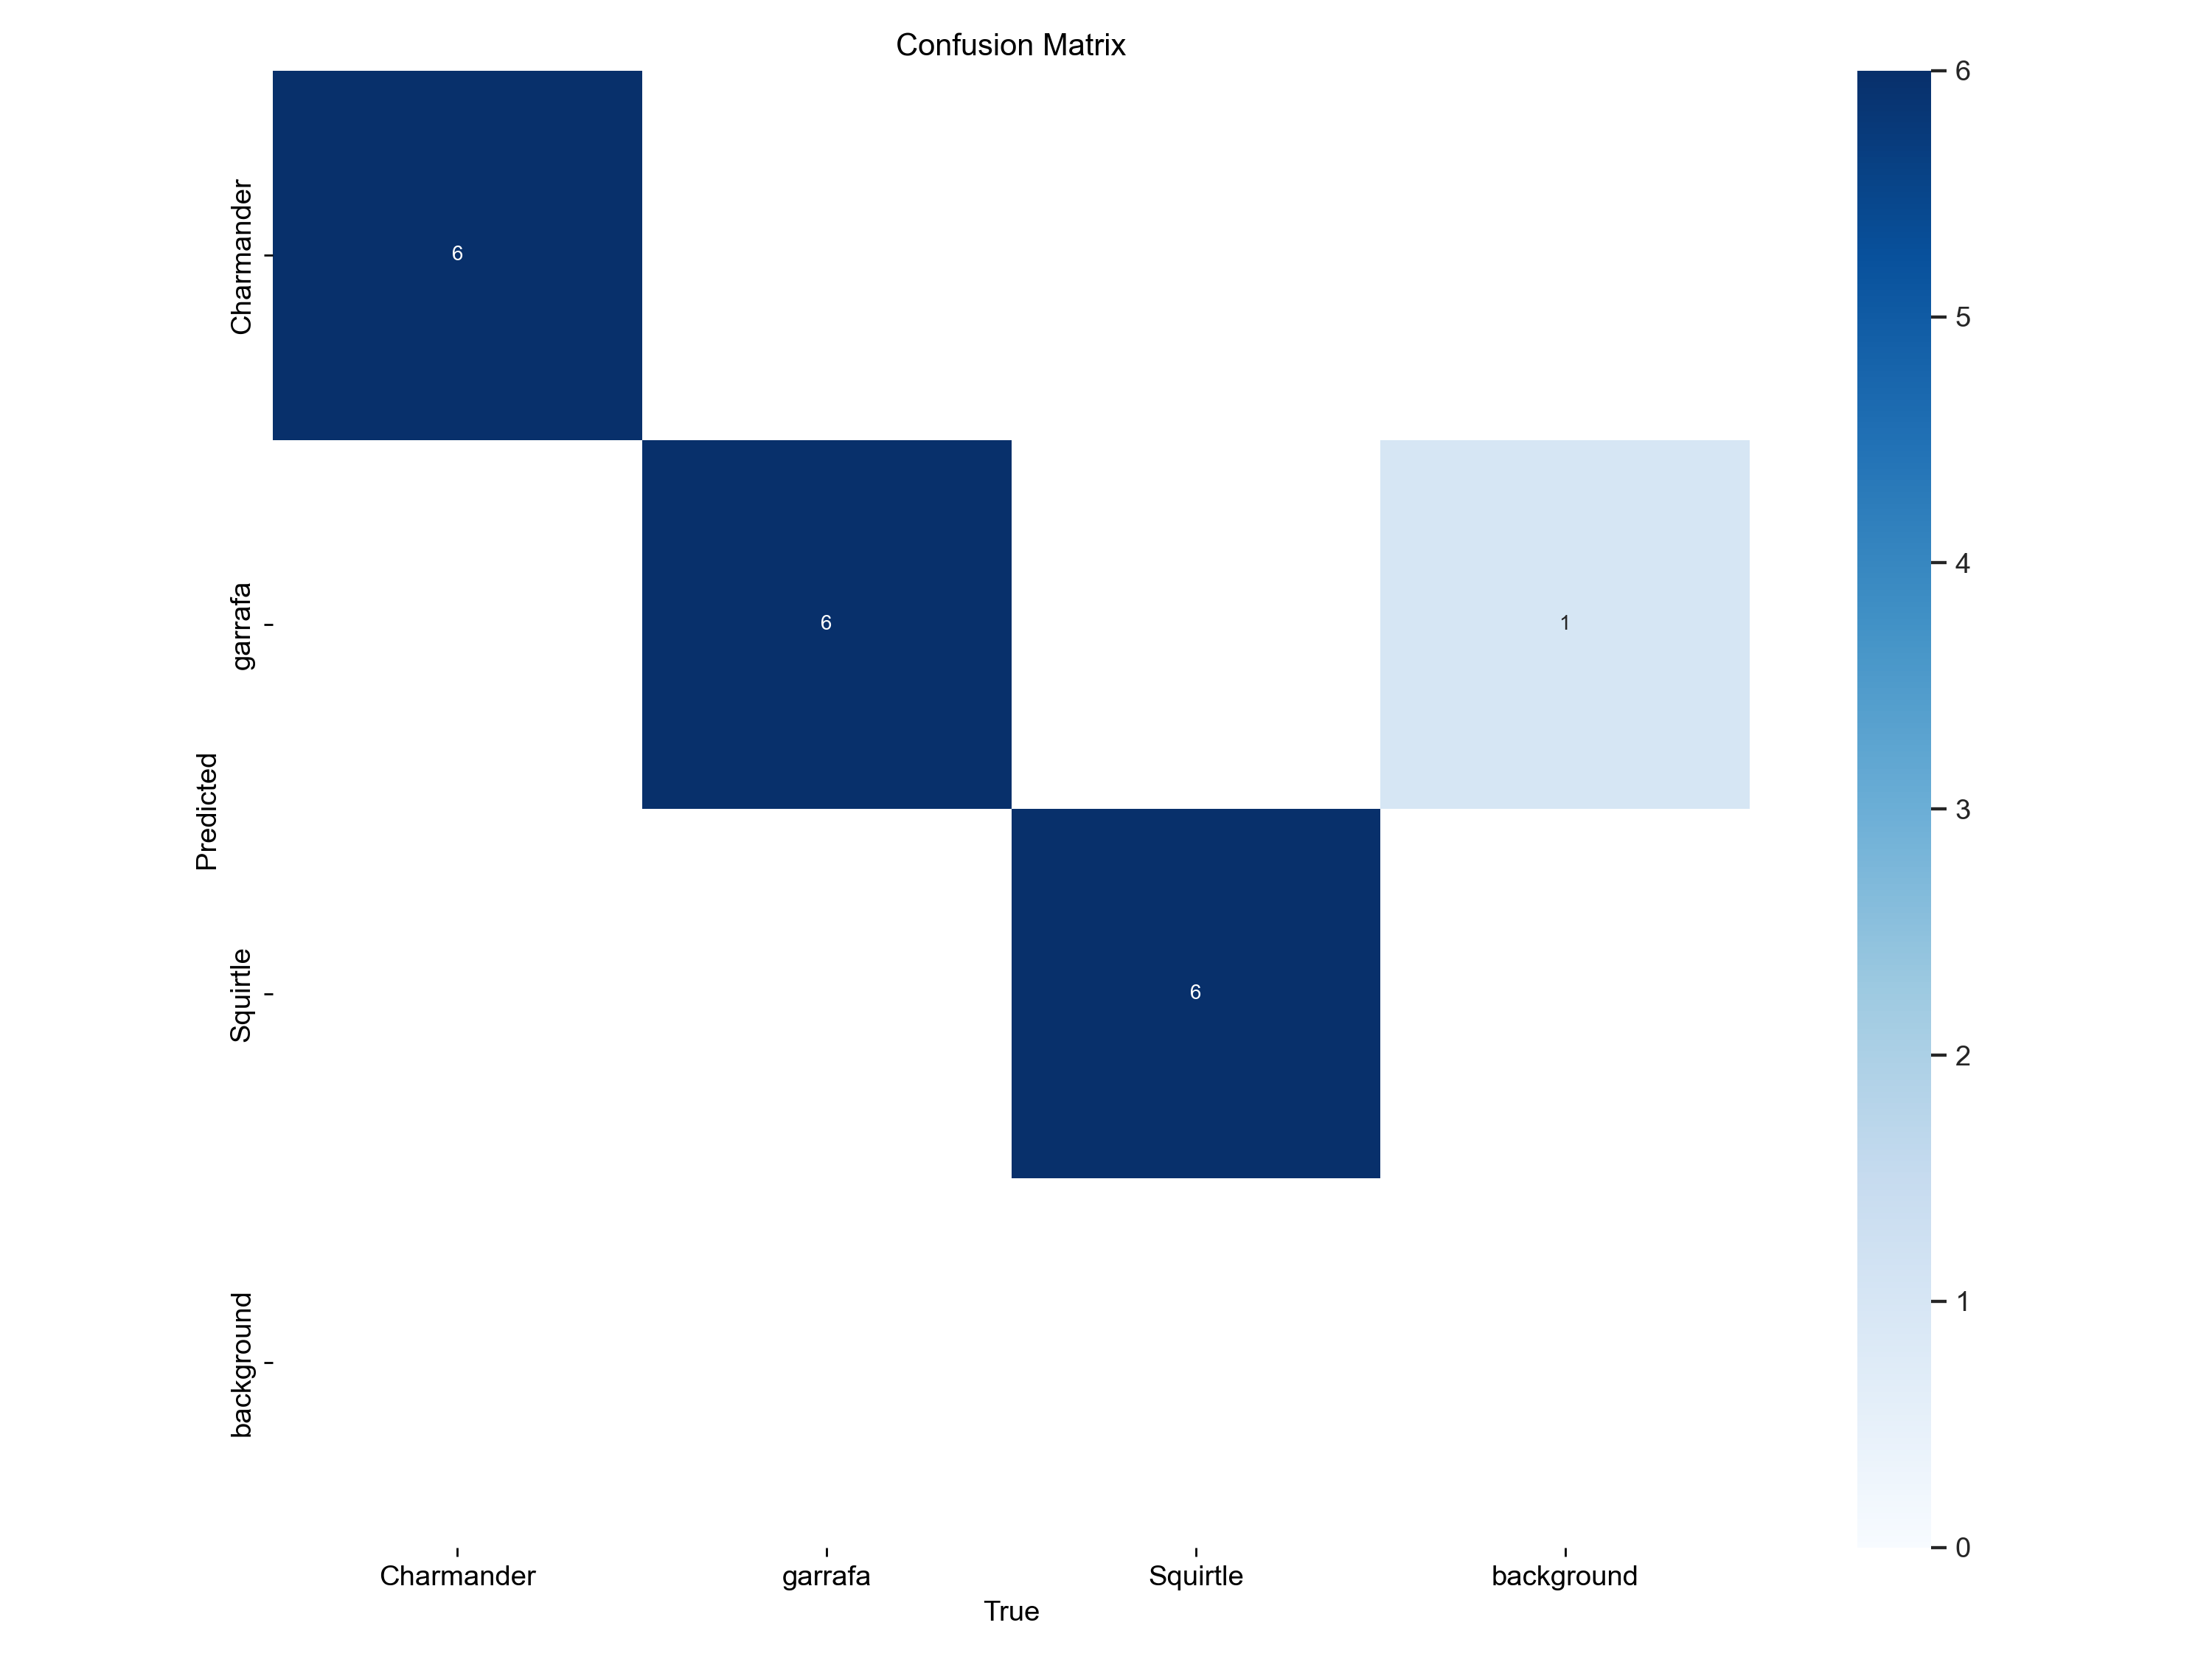 Confusion Matrix
Charmander
garrafa
Squirtle
background
Predicted
6
6
1
6
Charmander
garrafa
Squirtle
background
True
6
5
4
3
2
1
0